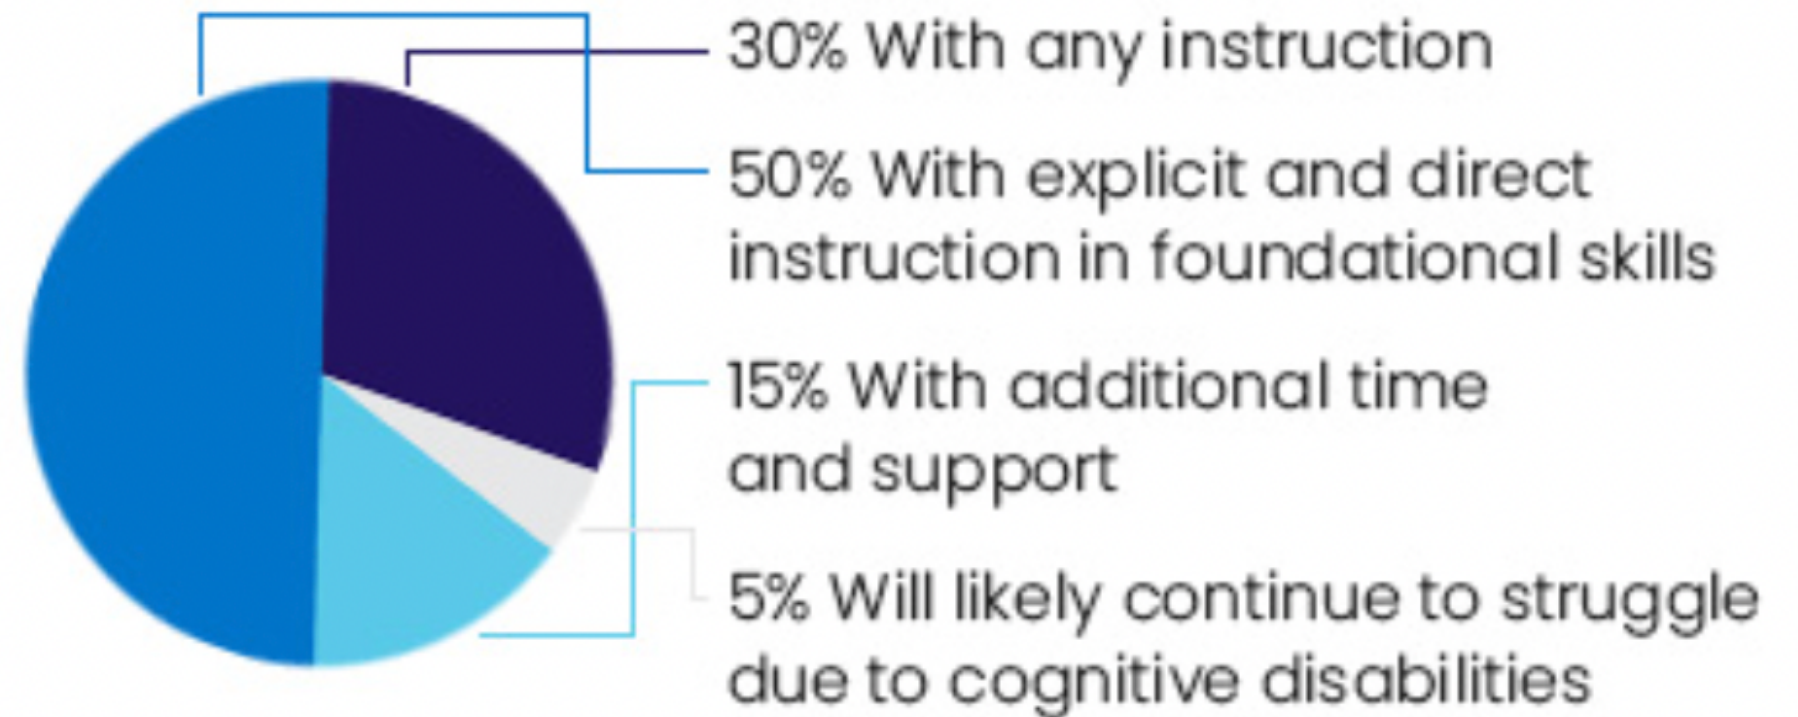 30% With any instruction
50% With explicit and direct
instruction in foundational skills
15% With additional time
and support
5% Will likely continue to struggle
due to cognitive disabilities